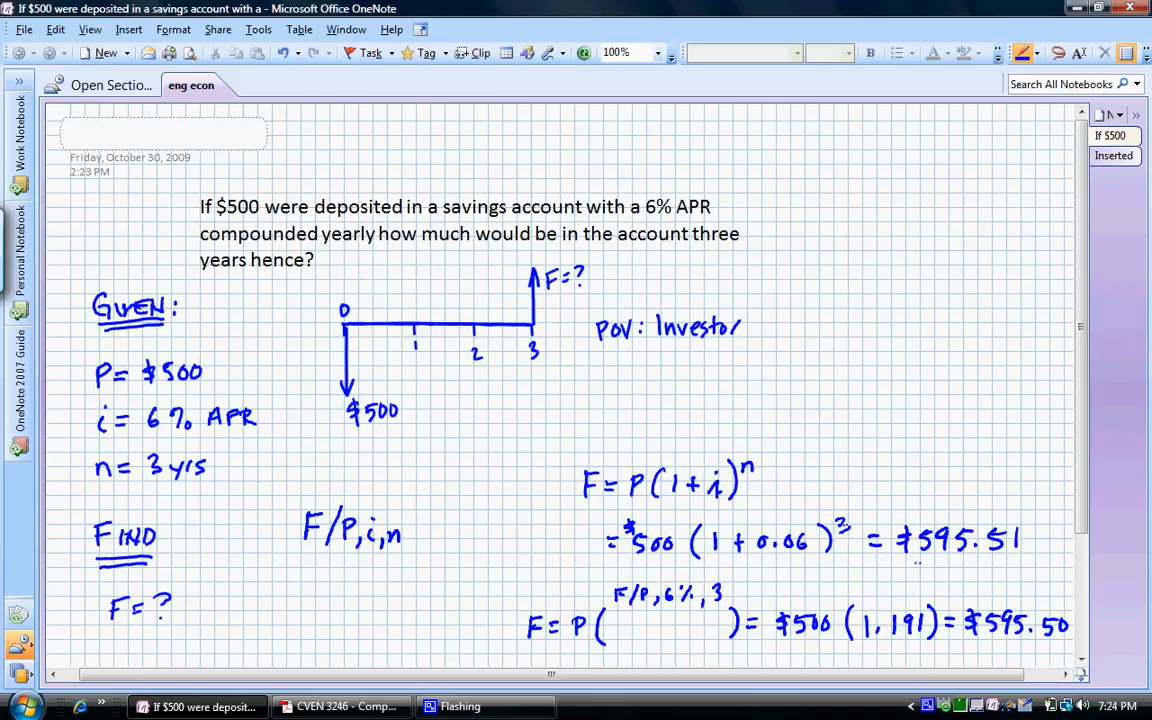 If $500 were deposited in a savings account with a - Microsoft Office OneNote
File Edit View Insert Format Share Tools Table Window Help
New Task Tag Clip 100% B A
Open Sectio... eng econ Search All Notebooks
Work Notebook
Personal Notebook
OneNote 2007 Guide
If $500
Inserted
Friday, October 30, 2009
2:23 PM
If $500 were deposited in a savings account with a 6% APR
compounded yearly how much would be in the account three
years hence?
GIVEN:
P= $500
i= 6% APR
n= 3 yrs
FIND
F= ?
0
1 2 3
$500
F=?
POV: Investor
F/P,i,n
F= P(1+i)^n
= $500 (1+0.06)^3 = $595.51
F/P,6%,3
F= P( )= $500 (1.191)= $595.50
If $500 were deposit... CVEN 3246 - Comp... Flashing 7:24 PM